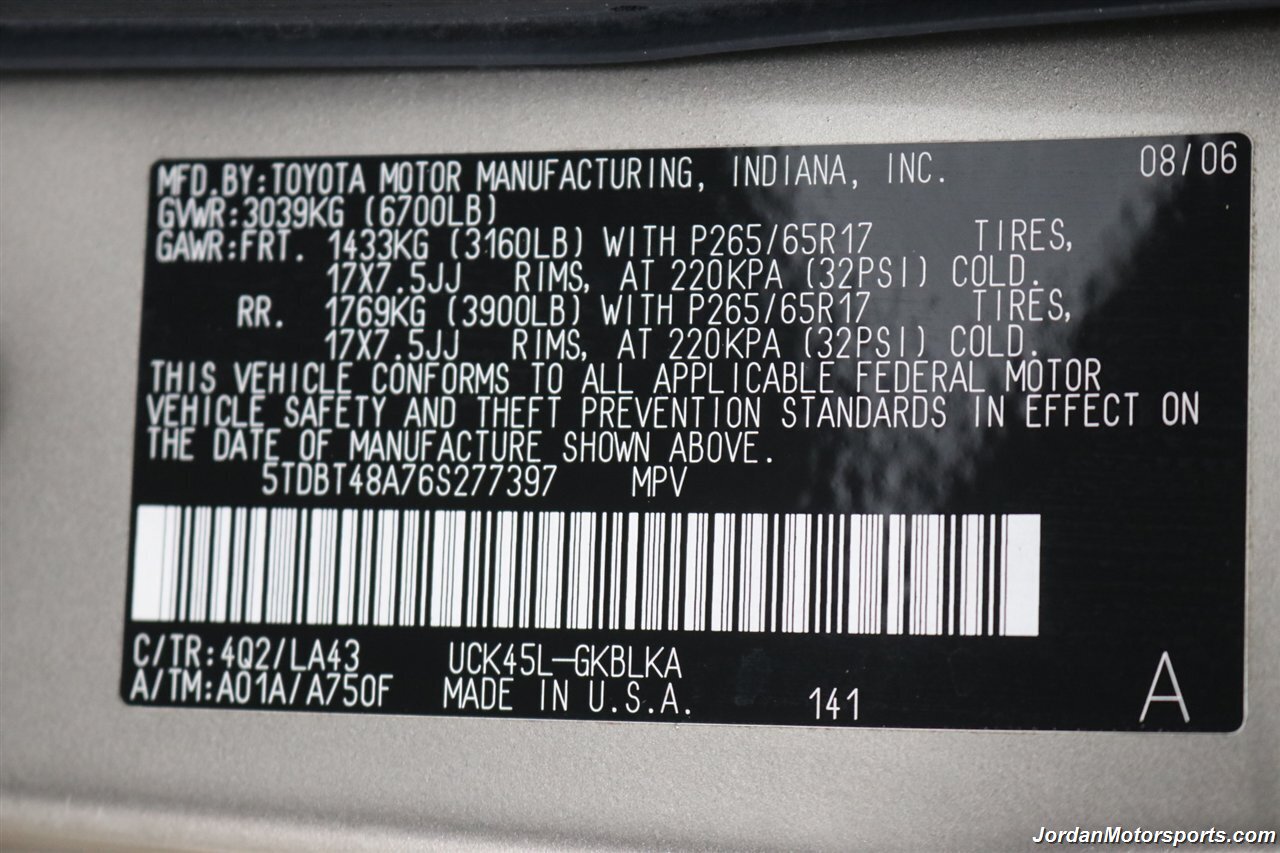 MFD.BY:TOYOTA MOTOR MANUFACTURING, INDIANA, INC. 08/06
GVWR:3039KG (6700LB)
GAWR:FRT. 1433KG (3160LB) WITH P265/65R17 TIRES,
17X7.5JJ RIMS, AT 220KPA (32PSI) COLD.
RR. 1769KG (3900LB) WITH P265/65R17 TIRES,
17X7.5JJ RIMS, AT 220KPA (32PSI) COLD.
THIS VEHICLE CONFORMS TO ALL APPLICABLE FEDERAL MOTOR
VEHICLE SAFETY AND THEFT PREVENTION STANDARDS IN EFFECT ON
THE DATE OF MANUFACTURE SHOWN ABOVE.
5TDBT48A76S277397 MPV
C/TR:4Q2/LA43 UCK45L-GKBLKA
A/TM:A01A/A750F MADE IN U.S.A. 141 A
JordanMotorsports.com